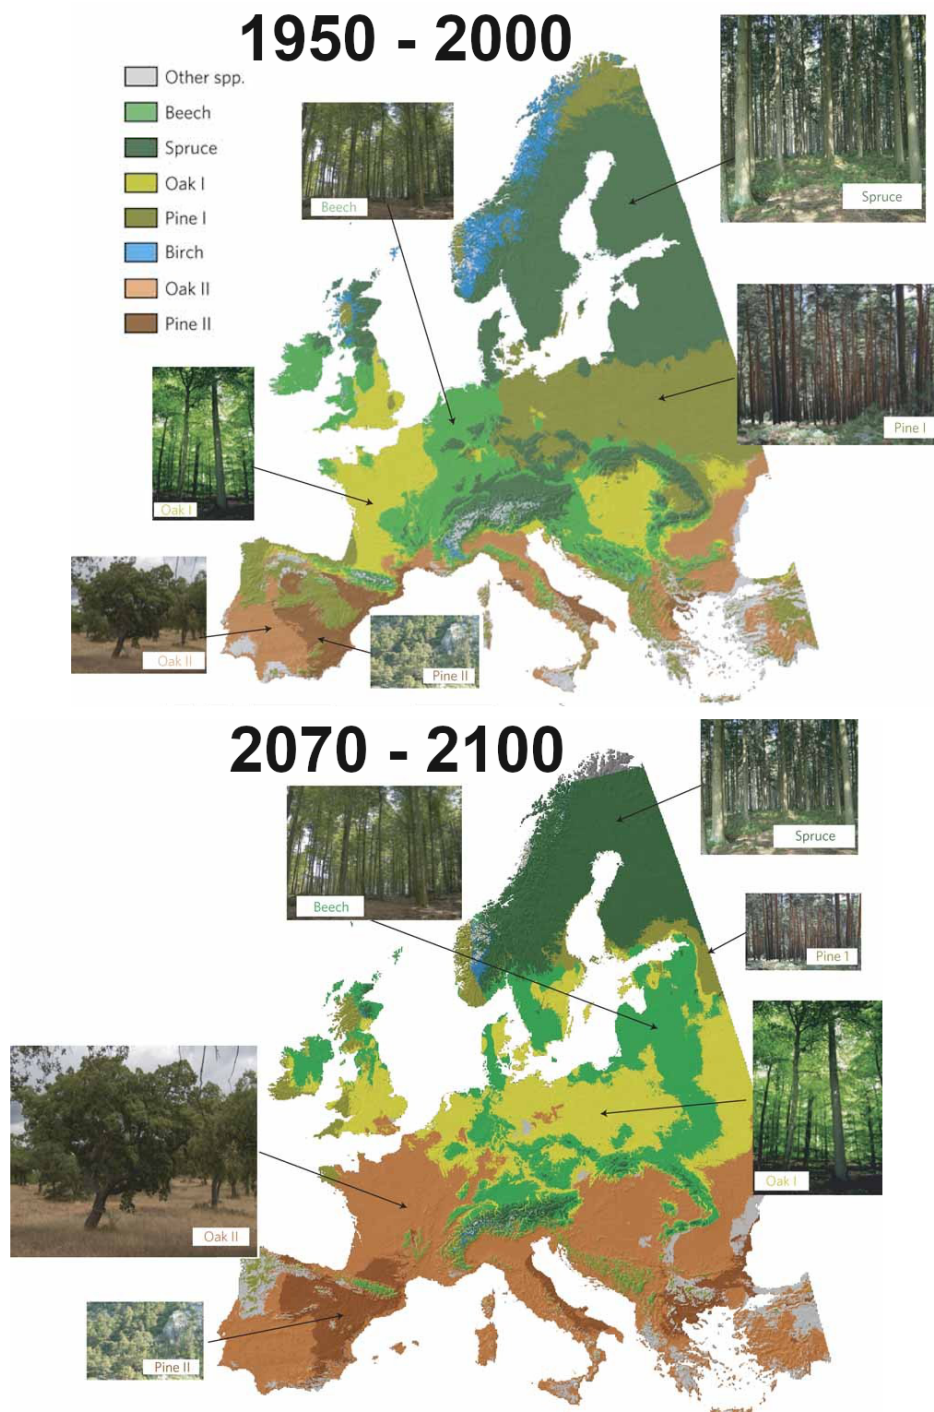 1950 - 2000
Other spp.
Beech
Spruce
Oak I
Pine I
Birch
Oak II
Pine II
Beech
Spruce
Pine I
Oak I
Oak II
Pine II
2070 - 2100
Spruce
Beech
Pine 1
Oak I
Oak II
Pine II